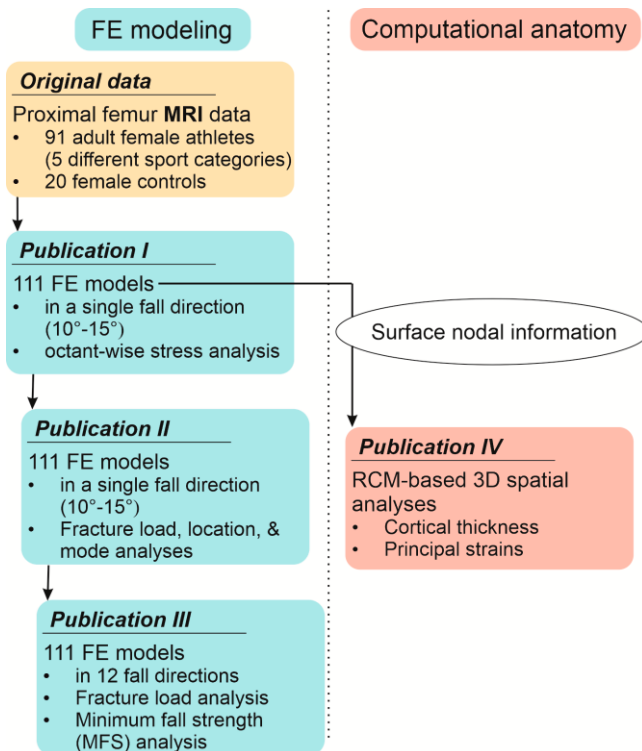 FE modeling
Computational anatomy
Original data
Proximal femur MRI data
• 91 adult female athletes
(5 different sport categories)
• 20 female controls
Publication I
111 FE models
• in a single fall direction
(10°-15°)
• octant-wise stress analysis
Surface nodal information
Publication II
111 FE models
• in a single fall direction
(10°-15°)
• Fracture load, location, &
mode analyses
Publication III
111 FE models
• in 12 fall directions
• Fracture load analysis
• Minimum fall strength
(MFS) analysis
Publication IV
RCM-based 3D spatial
analyses
• Cortical thickness
• Principal strains